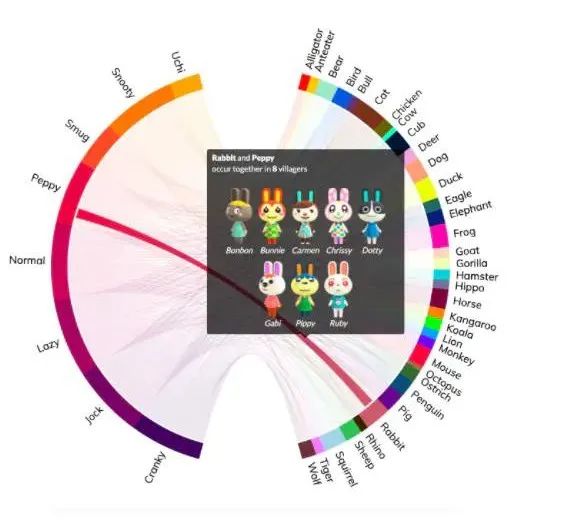 Uchi
Snooty
Smug
Peppy
Normal
Lazy
Jock
Cranky
Alligator
Anteater
Bear
Bird
Bull
Cat
Chicken
Cow
Cub
Deer
Dog
Duck
Eagle
Elephant
Frog
Goat
Gorilla
Hamster
Hippo
Horse
Kangaroo
Koala
Lion
Monkey
Mouse
Octopus
Ostrich
Penguin
Pig
Rabbit
Rhino
Sheep
Squirrel
Tiger
Wolf
Rabbit and Peppy
occur together in 8 villagers
Bonbon Bunnie Carmen Chrissy Dotty
Gabi Pippy Ruby